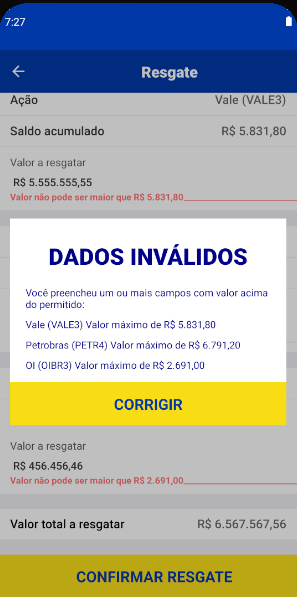 7:27
Resgate
Ação Vale (VALE3)
Saldo acumulado R$ 5.831,80
Valor a resgatar
R$ 5.555.555,55
Valor não pode ser maior que R$ 5.831,80
DADOS INVÁLIDOS
Você preencheu um ou mais campos com valor acima
do permitido:
Vale (VALE3) Valor máximo de R$ 5.831,80
Petrobras (PETR4) Valor máximo de R$ 6.791,20
OI (OIBR3) Valor máximo de R$ 2.691,00
CORRIGIR
Valor a resgatar
R$ 456.456,46
Valor não pode ser maior que R$ 2.691,00
Valor total a resgatar R$ 6.567.567,56
CONFIRMAR RESGATE